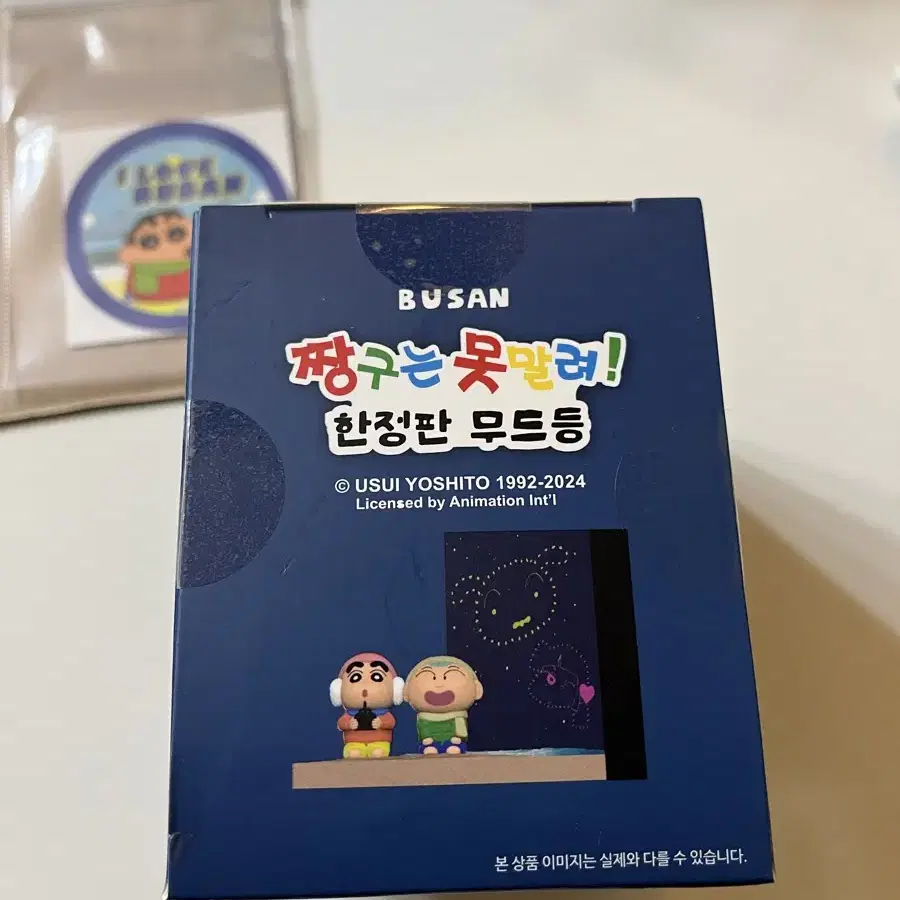 I LOVE
BUSAN
BUSAN
짱구는 못말려!
한정판 무드등
© USUI YOSHITO 1992-2024
Licensed by Animation Int'l
본 상품 이미지는 실제와 다를 수 있습니다.